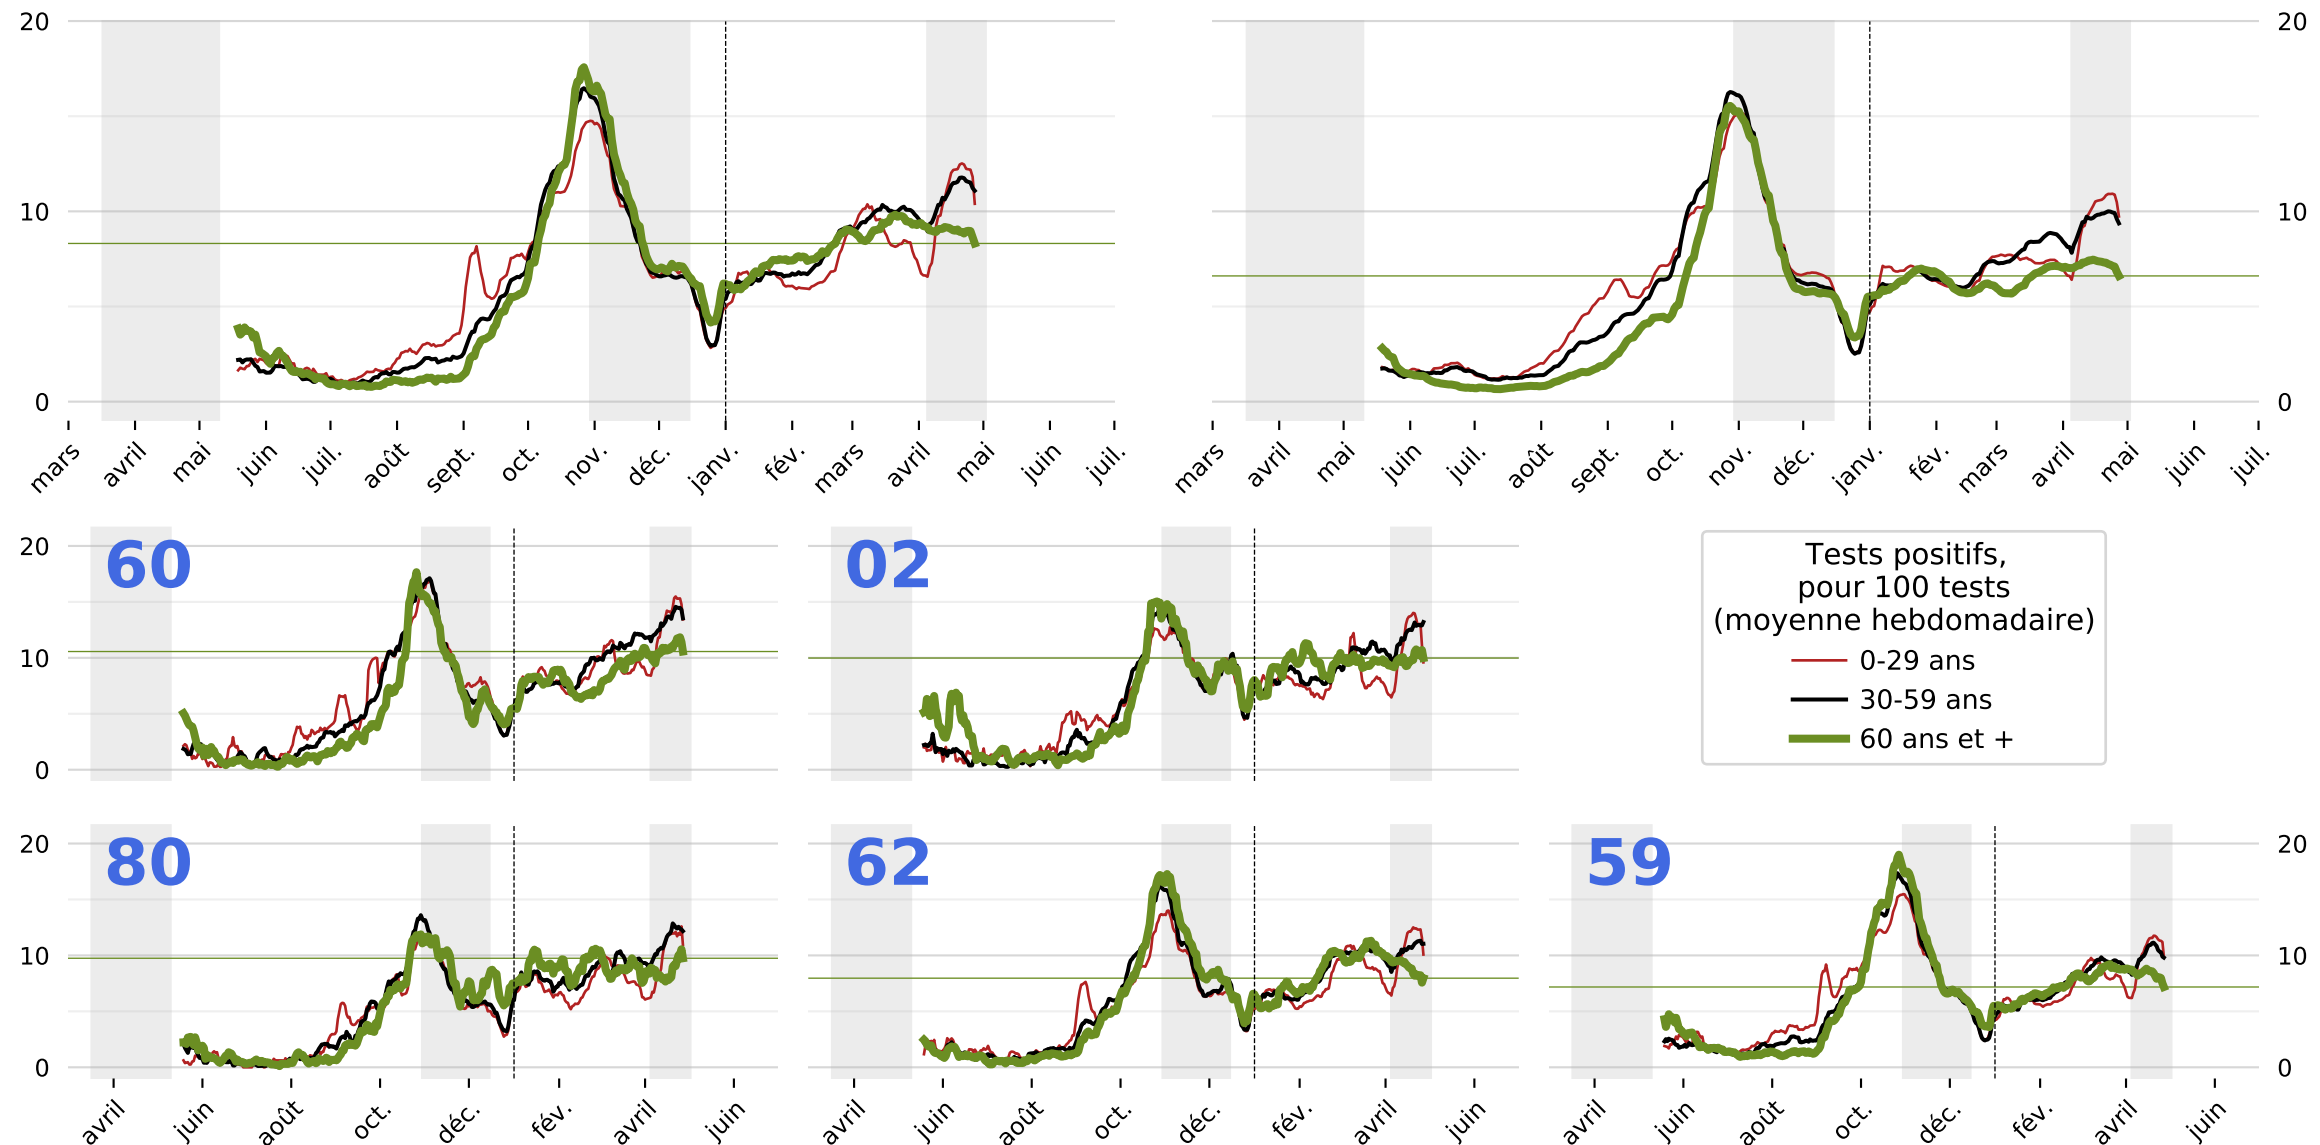 20
10
0
mars avril mai juin juil. août sept. oct. nov. déc. janv. fév. mars avril mai juin juil.
20
10
0
mars avril mai juin juil. août sept. oct. nov. déc. janv. fév. mars avril mai juin juil.
20
10
0
60
02
Tests positifs,
pour 100 tests
(moyenne hebdomadaire)
0-29 ans
30-59 ans
60 ans et +
20
10
0
80
62
59
20
10
0
avril juin août oct. déc. fév. avril juin
avril juin août oct. déc. fév. avril juin
avril juin août oct. déc. fév. avril juin